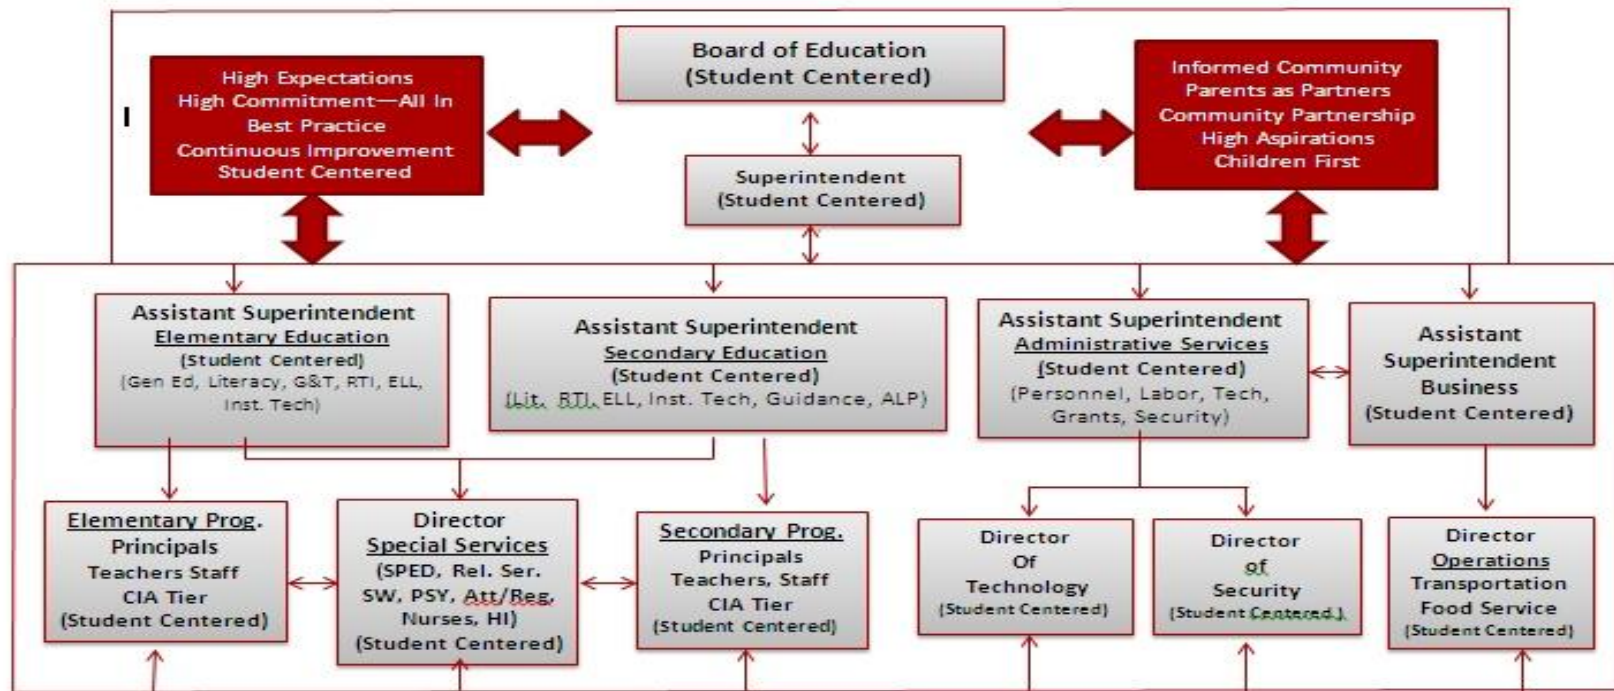 Board of Education
(Student Centered)
High Expectations
High Commitment—All In
Best Practice
Continuous Improvement
Student Centered
Informed Community
Parents as Partners
Community Partnership
High Aspirations
Children First
I
Superintendent
(Student Centered)
Assistant Superintendent
Elementary Education
(Student Centered)
(Gen Ed, Literacy, G&T, RTI, ELL,
Inst. Tech)
Assistant Superintendent
Secondary Education
(Student Centered)
(Lit, RTI, ELL, Inst. Tech, Guidance, ALP)
Assistant Superintendent
Administrative Services
(Student Centered)
(Personnel, Labor, Tech,
Grants, Security)
Assistant
Superintendent
Business
(Student Centered)
Elementary Prog.
Principals
Teachers Staff
CIA Tier
(Student Centered)
Director
Special Services
(SPED, Rel. Ser.
SW, PSY, Att/Reg,
Nurses, HI)
(Student Centered)
Secondary Prog.
Principals
Teachers, Staff
CIA Tier
(Student Centered)
Director
Of
Technology
(Student Centered)
Director
of
Security
(Student Centered.)
Director
Operations
Transportation
Food Service
(Student Centered)